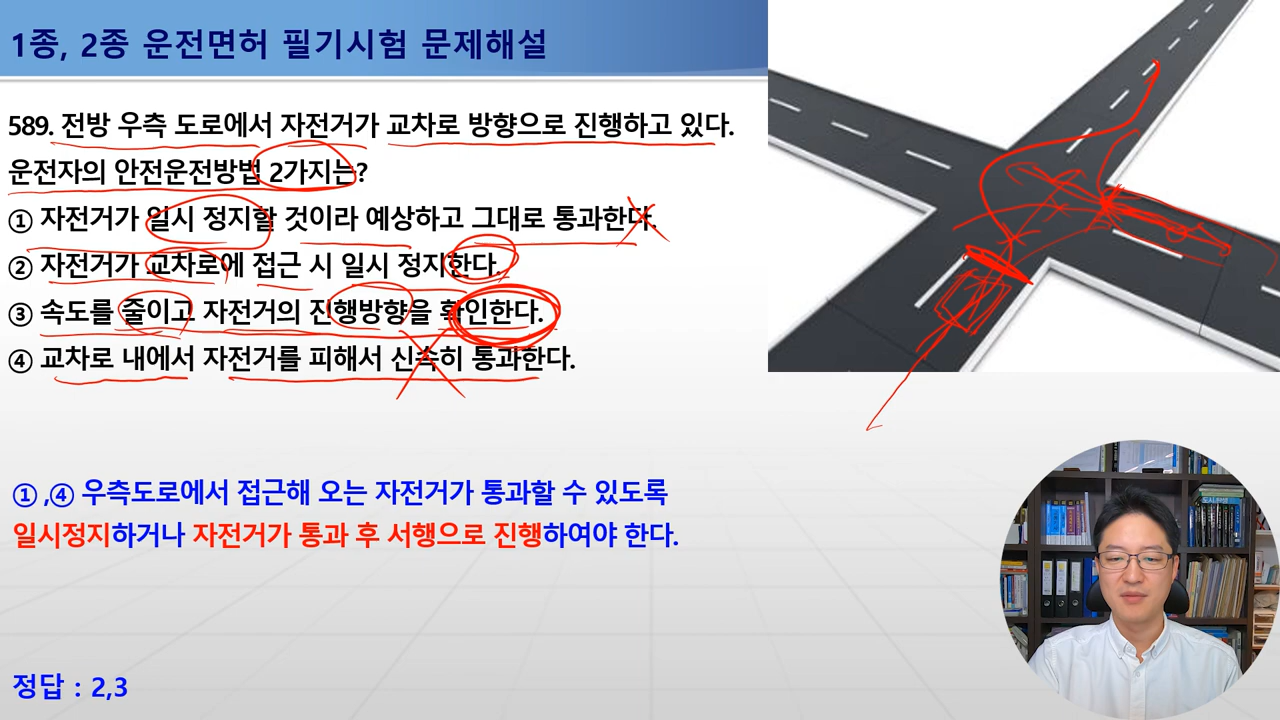 1종, 2종 운전면허 필기시험 문제해설
589. 전방 우측 도로에서 자전거가 교차로 방향으로 진행하고 있다.
운전자의 안전운전방법 2가지는?
① 자전거가 일시 정지할 것이라 예상하고 그대로 통과한다.
② 자전거가 교차로에 접근 시 일시 정지한다.
③ 속도를 줄이고 자전거의 진행방향을 확인한다.
④ 교차로 내에서 자전거를 피해서 신속히 통과한다.
① ,④ 우측도로에서 접근해 오는 자전거가 통과할 수 있도록
일시정지하거나 자전거가 통과 후 서행으로 진행하여야 한다.
정답 : 2,3